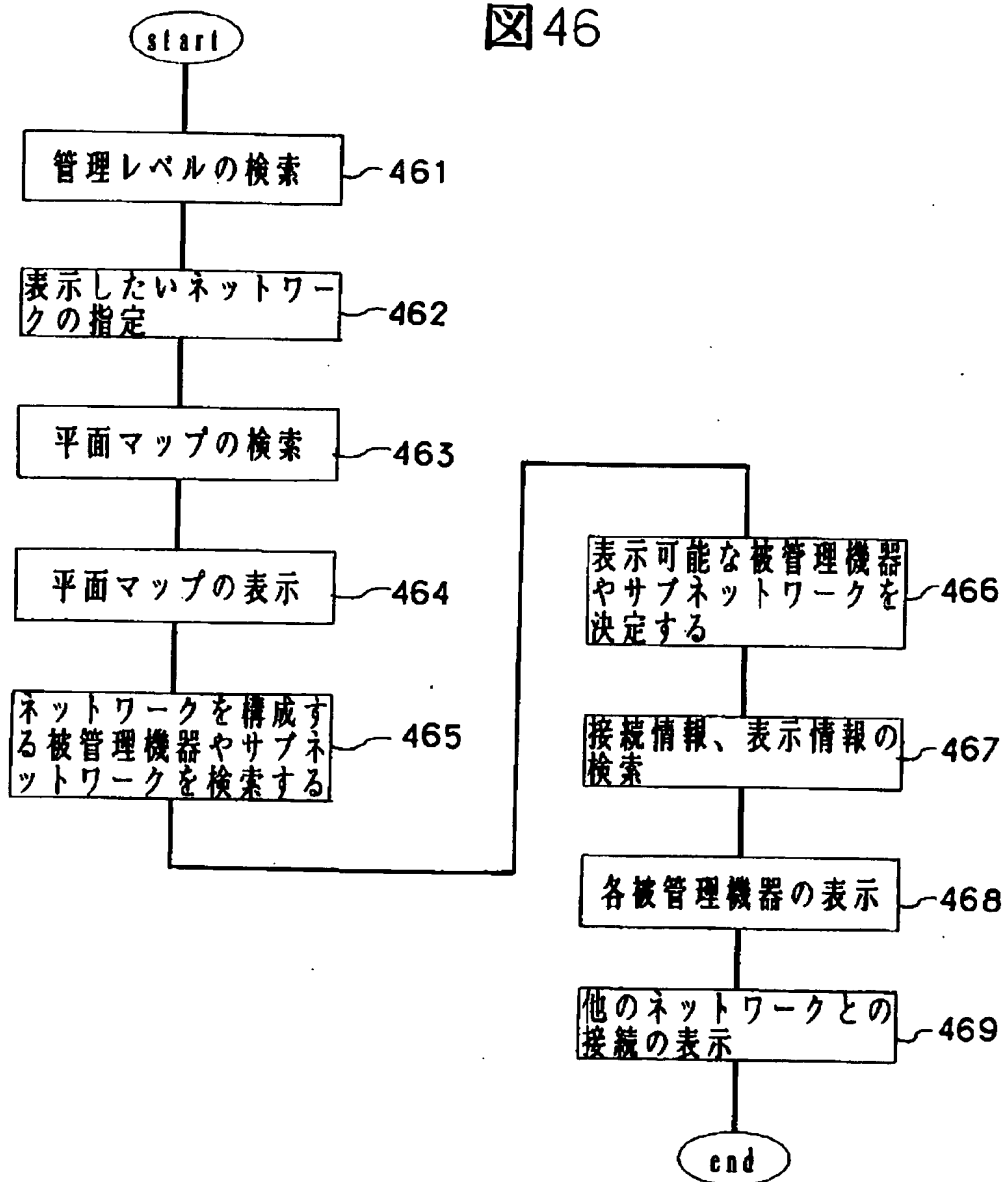 図46
start
管理レベルの検索
461
表示したいネットワー
クの指定
462
平面マップの検索
463
平面マップの表示
464
ネットワークを構成す
る被管理機器やサブネ
ットワークを検索する
465
表示可能な被管理機器
やサブネットワークを
決定する
466
接続情報、表示情報の
検索
467
各被管理機器の表示
468
他のネットワークとの
接続の表示
469
end